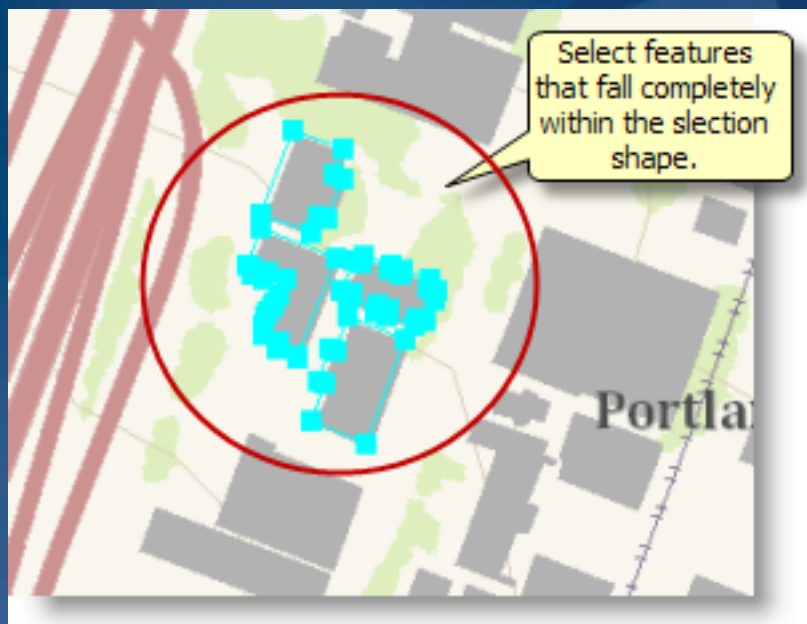 Select features
that fall completely
within the slection
shape.
Portla